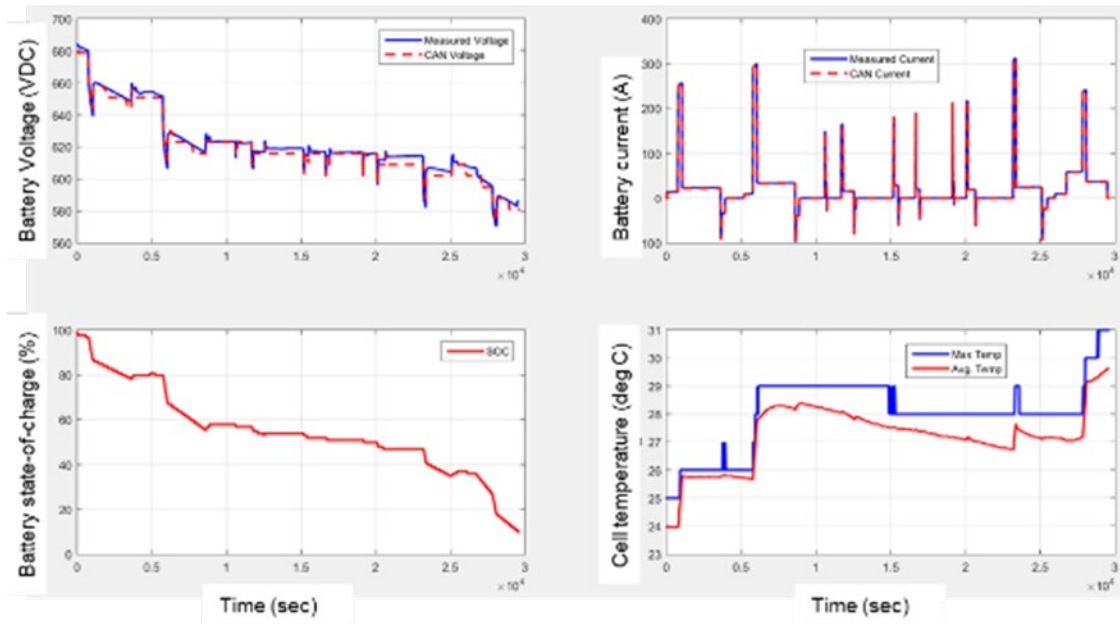 Battery Voltage (VDC)
700
680
660
640
620
600
580
560
Measured Voltage
CAN Voltage
0 0.5 1 1.5 2 2.5 3
×10⁴
Battery current (A)
400
300
200
100
0
100
Measured Current
CAN Current
0 0.5 1 1.5 2 2.5 3
×10⁴
Battery state-of-charge (%)
100
80
60
40
20
0
SOC
0 0.5 1 1.5 2 2.5 3
×10⁴
Time (sec)
Cell temperature (deg C)
31
30
29
28
27
26
25
24
23
Max Temp
Avg. Temp
0 0.5 1 1.5 2 2.5 3
×10⁴
Time (sec)